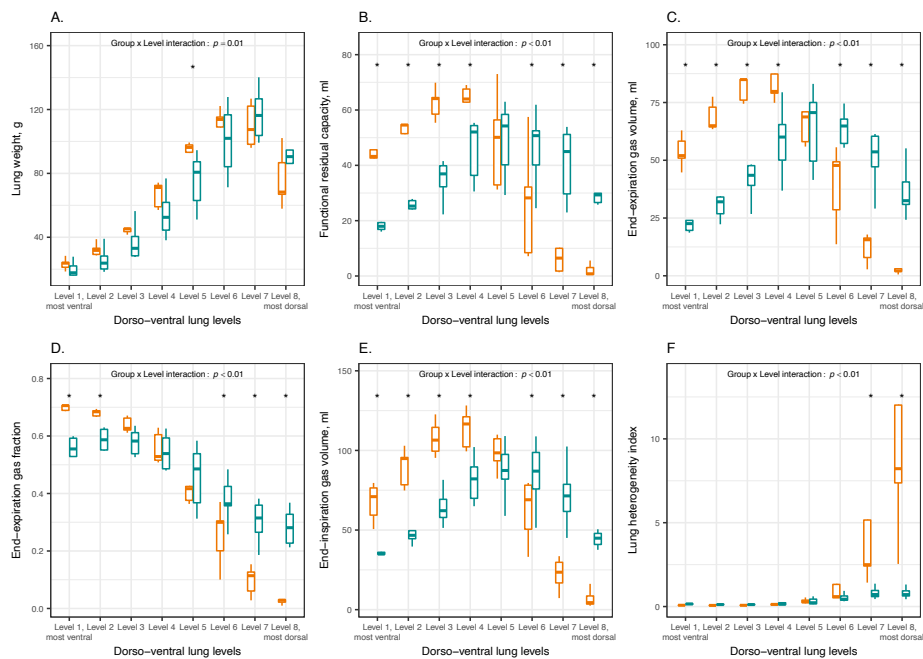 A.
Group x Level interaction : p = 0.01
*
Lung weight, g
160
120
80
40
Level 1, most ventral
Level 2
Level 3
Level 4
Level 5
Level 6
Level 7
Level 8, most dorsal
Dorso−ventral lung levels
B.
Group x Level interaction : p < 0.01
* * * * * * *
Functional residual capacity, ml
80
60
40
20
0
Level 1, most ventral
Level 2
Level 3
Level 4
Level 5
Level 6
Level 7
Level 8, most dorsal
Dorso−ventral lung levels
C.
Group x Level interaction : p < 0.01
* * * * * * *
End−expiration gas volume, ml
100
75
50
25
0
Level 1, most ventral
Level 2
Level 3
Level 4
Level 5
Level 6
Level 7
Level 8, most dorsal
Dorso−ventral lung levels
D.
Group x Level interaction : p < 0.01
* * * * *
End−expiration gas fraction
0.8
0.6
0.4
0.2
0.0
Level 1, most ventral
Level 2
Level 3
Level 4
Level 5
Level 6
Level 7
Level 8, most dorsal
Dorso−ventral lung levels
E.
Group x Level interaction : p < 0.01
* * * * * * *
End−inspiration gas volume, ml
150
100
50
0
Level 1, most ventral
Level 2
Level 3
Level 4
Level 5
Level 6
Level 7
Level 8, most dorsal
Dorso−ventral lung levels
F
Group x Level interaction : p < 0.01
* *
Lung heterogeneity index
10
5
0
Level 1, most ventral
Level 2
Level 3
Level 4
Level 5
Level 6
Level 7
Level 8, most dorsal
Dorso−ventral lung levels